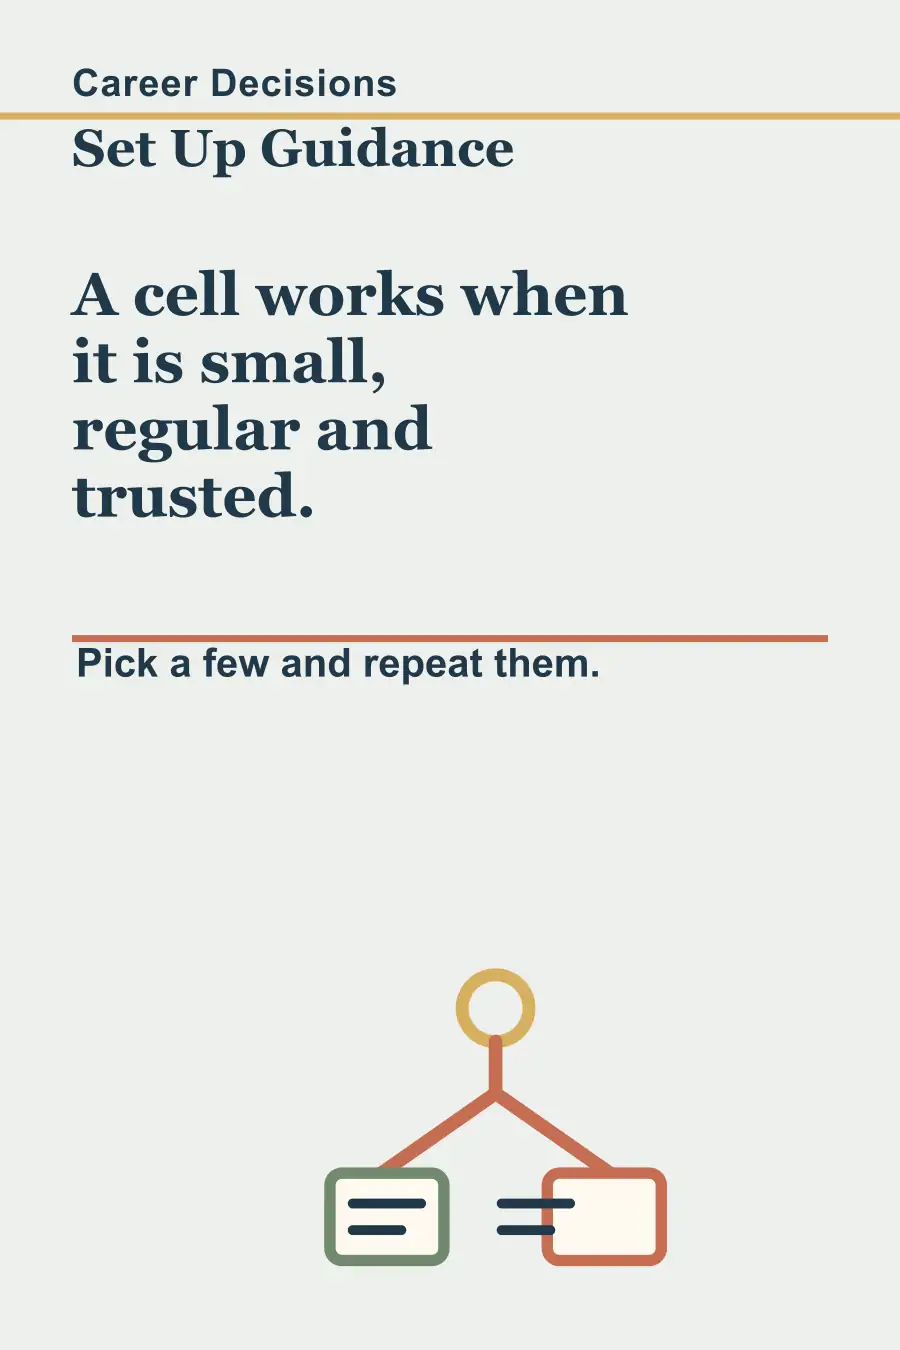 Career Decisions
Set Up Guidance
A cell works when
it is small,
regular and
trusted.
Pick a few and repeat them.